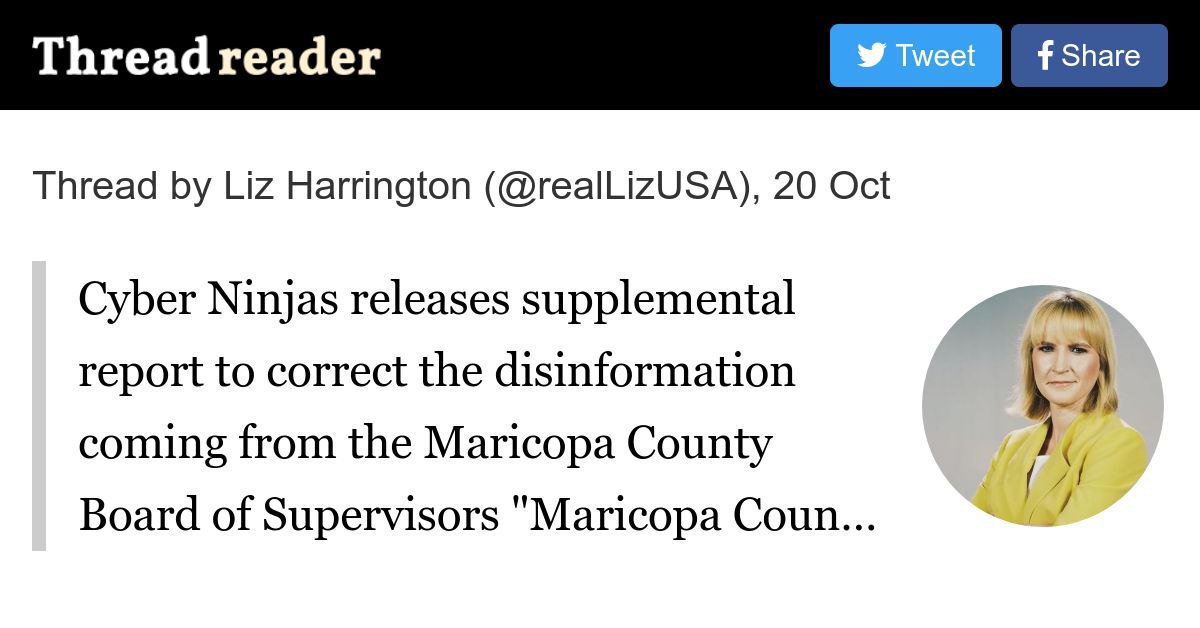 Thread reader
Tweet
Share
Thread by Liz Harrington (@realLizUSA), 20 Oct
Cyber Ninjas releases supplemental
report to correct the disinformation
coming from the Maricopa County
Board of Supervisors "Maricopa Coun...